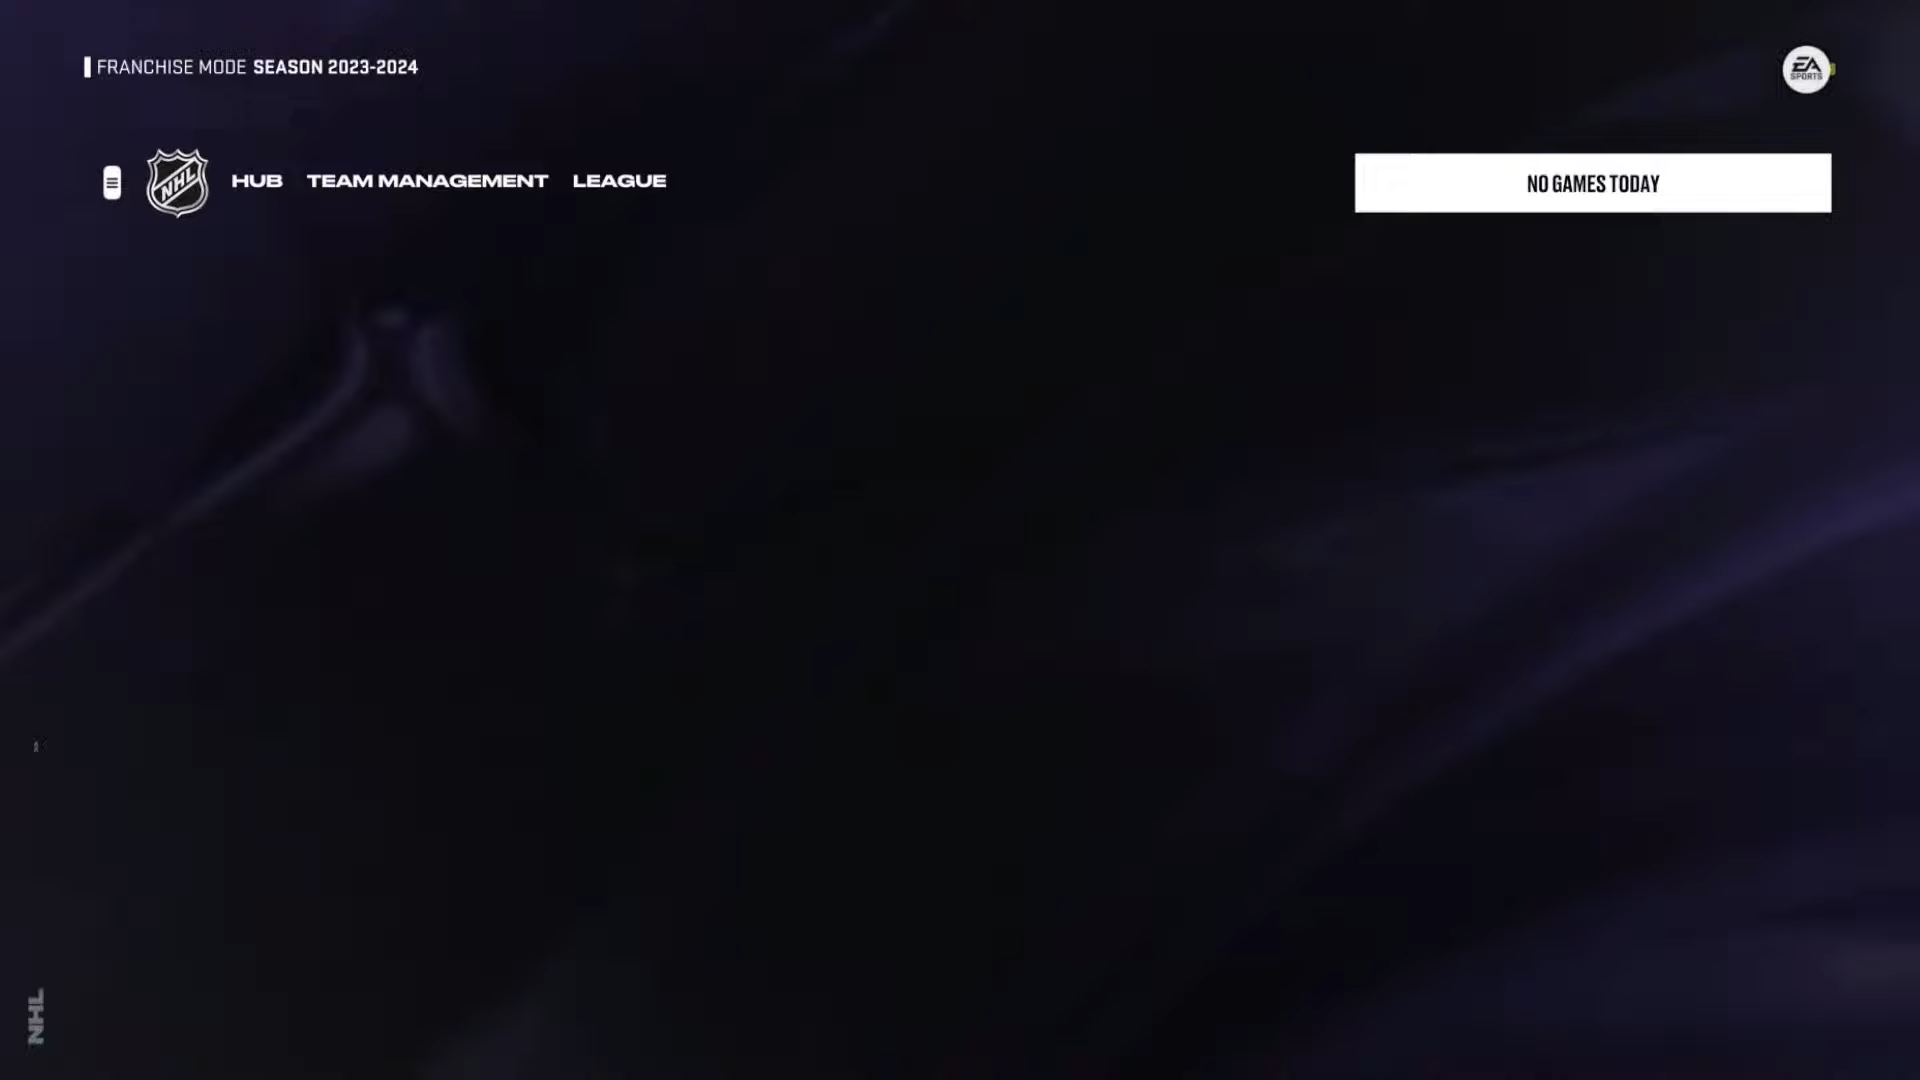 FRANCHISE MODE SEASON 2023-2024
EA SPORTS
NHL HUB TEAM MANAGEMENT LEAGUE
NO GAMES TODAY
NHL